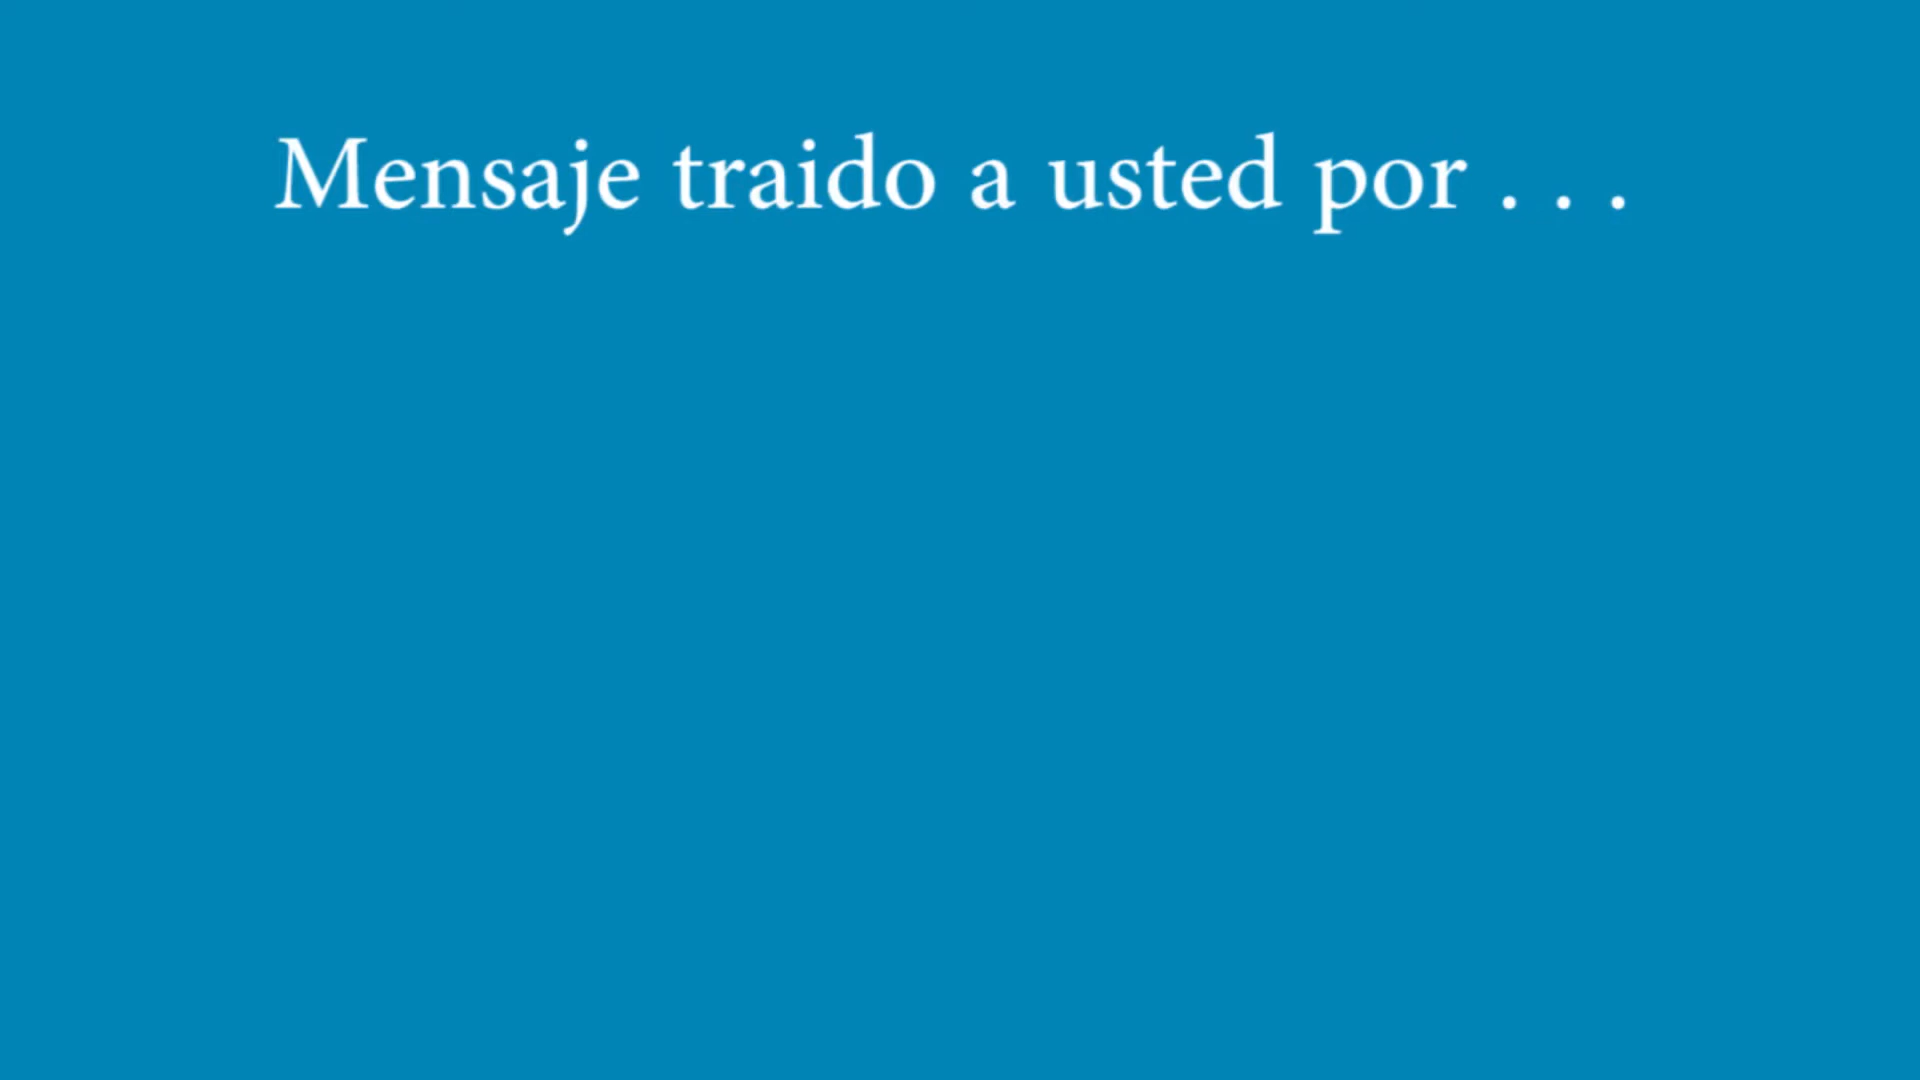 Mensaje traido a usted por . . .